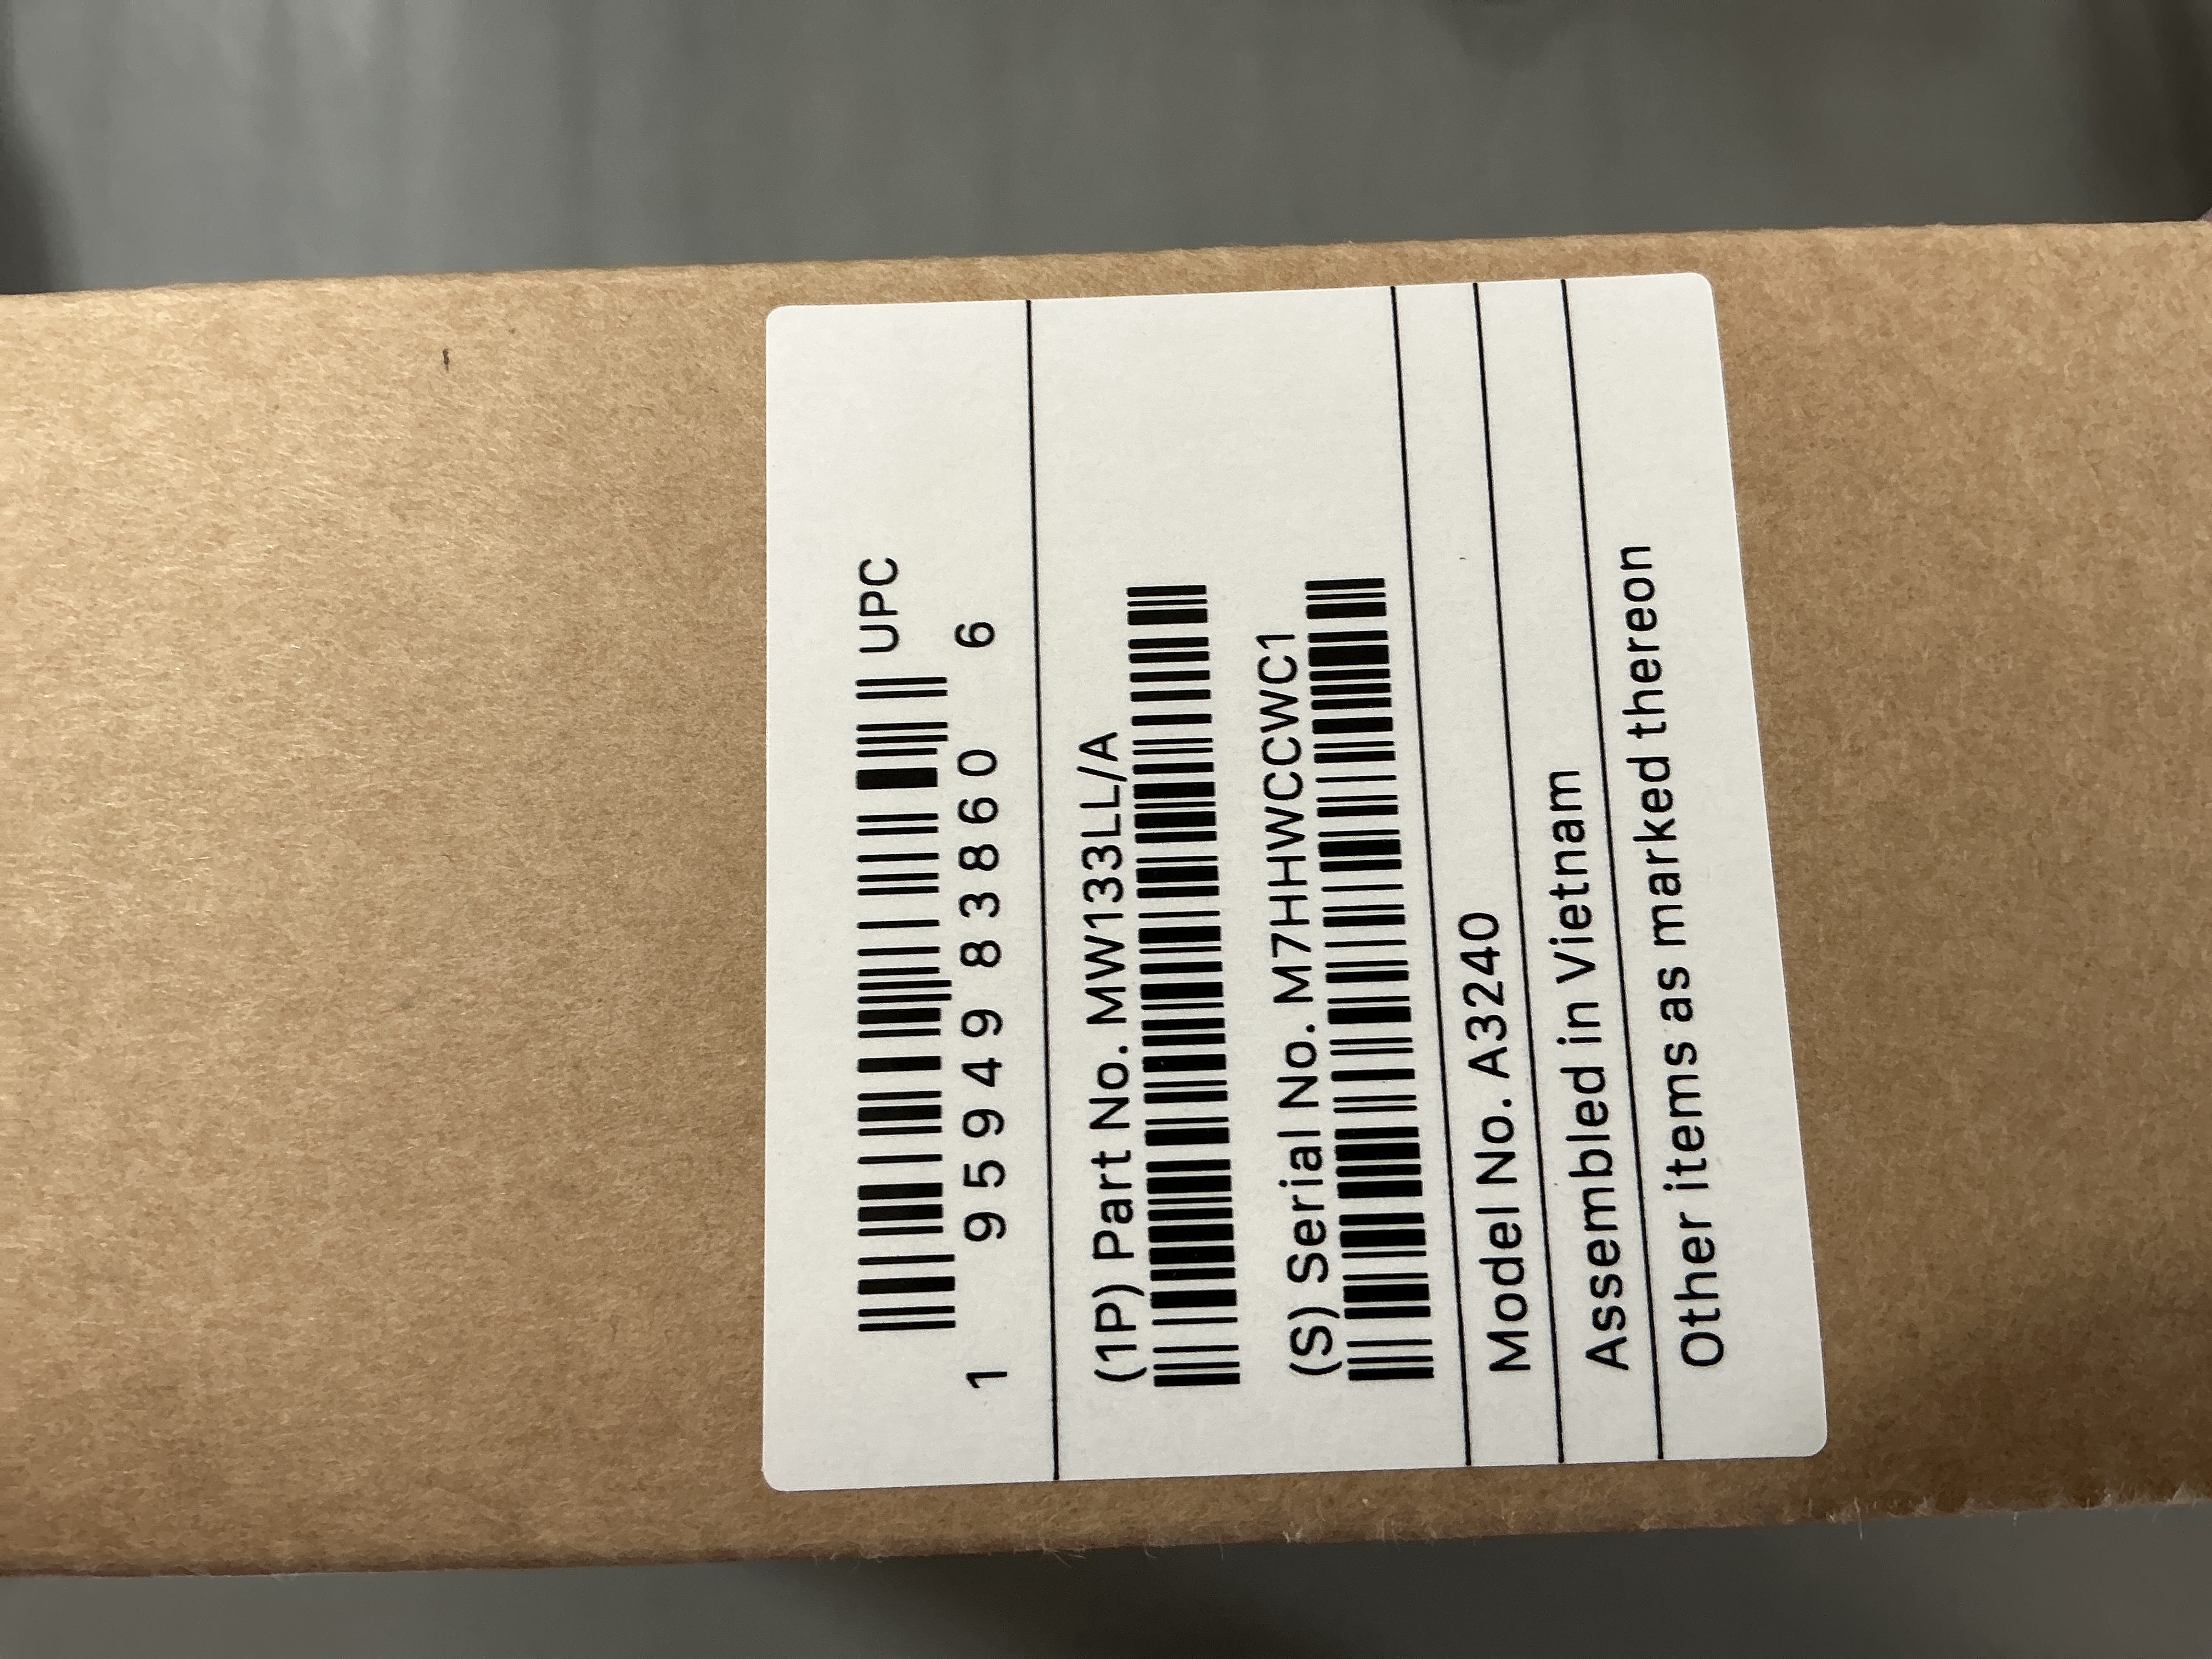 UPC
1 95949 83860 6
(1P) Part No. MW133LL/A
(S) Serial No. M7HHWCCWC1
Model No. A3240
Assembled in Vietnam
Other items as marked thereon